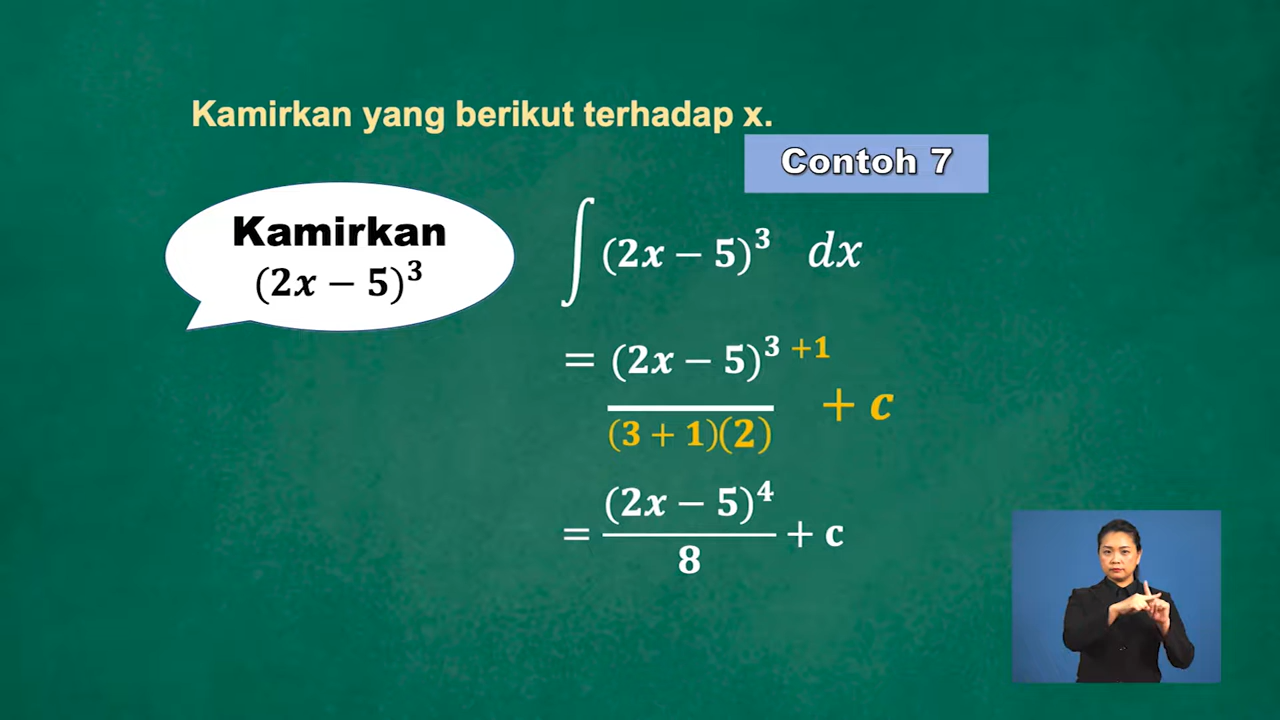 Kamirkan yang berikut terhadap x.
Contoh 7
Kamirkan
(2x − 5)³
∫ (2x − 5)³ dx
= (2x − 5)³ ⁺¹
(3 + 1)(2)
+ c
= (2x − 5)⁴
8
+ c